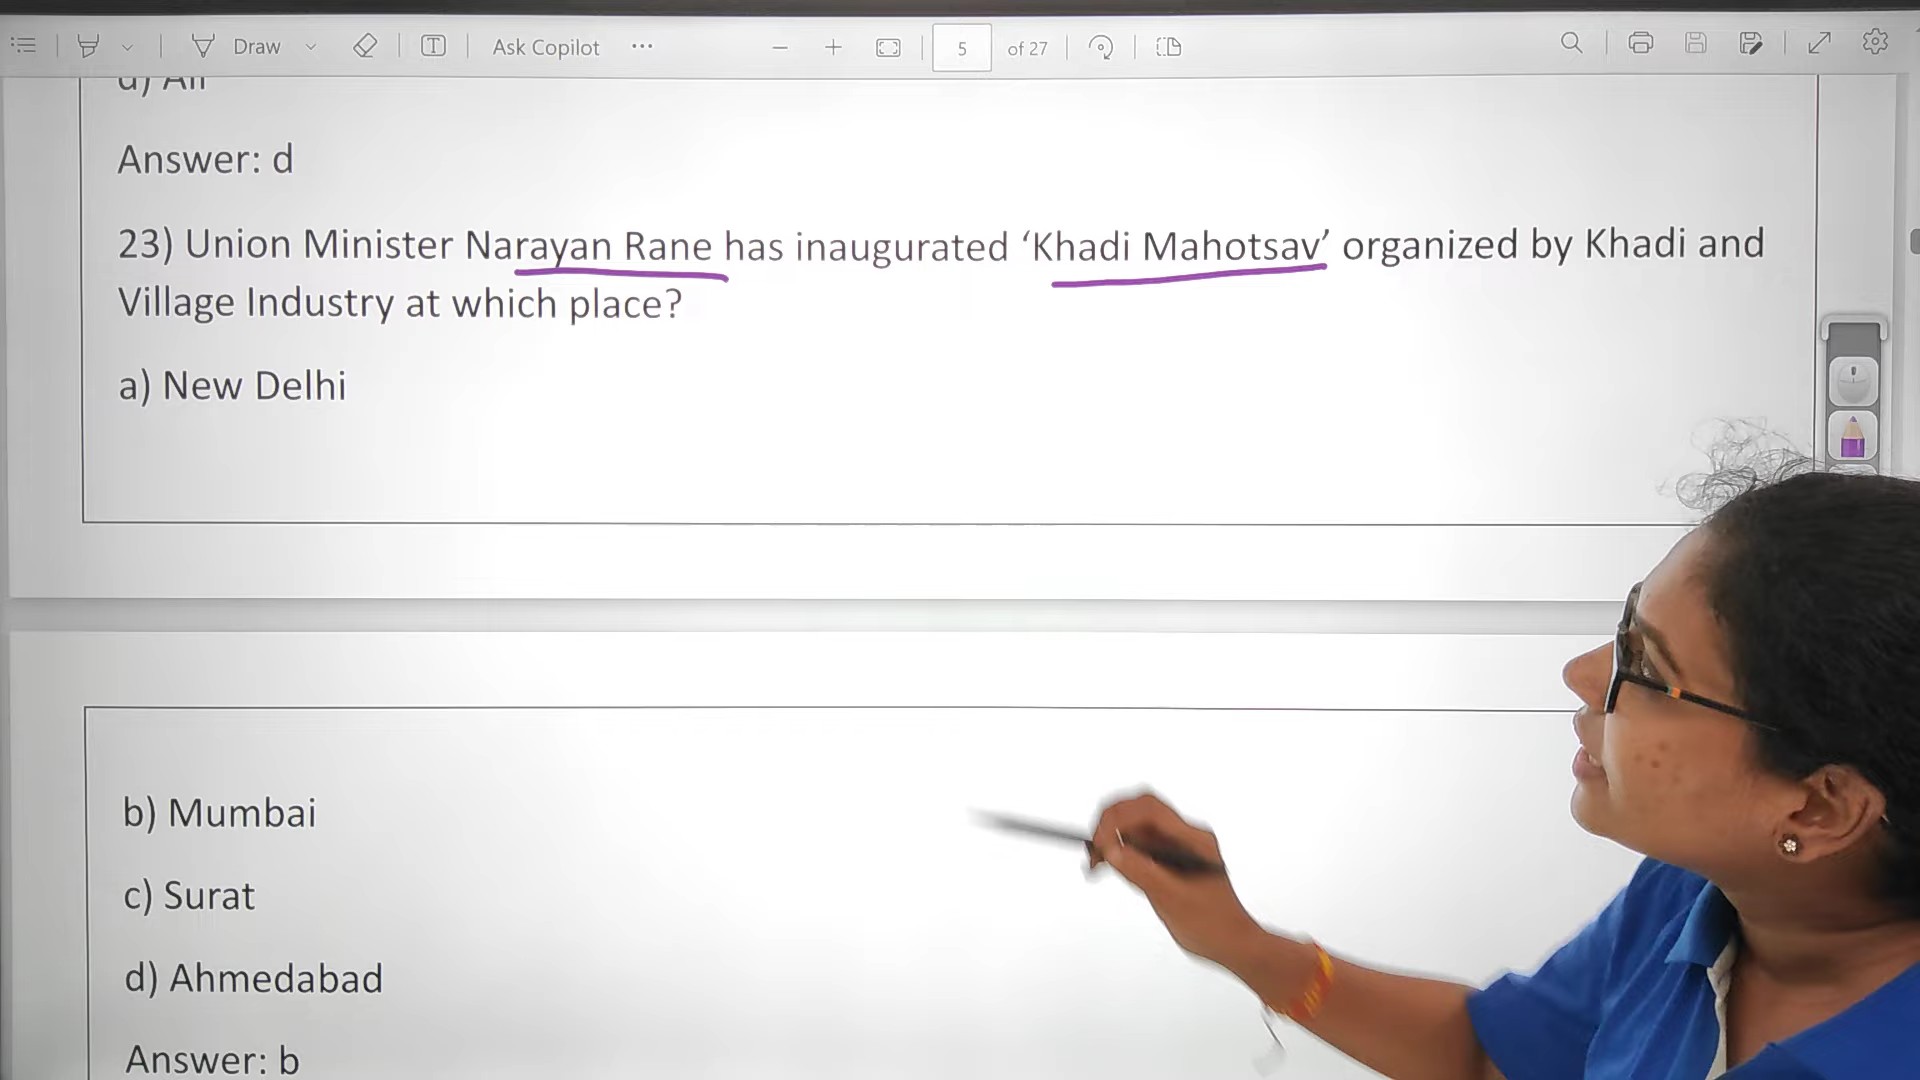 Draw
Ask Copilot
5 of 27
d) All
Answer: d
23) Union Minister Narayan Rane has inaugurated ‘Khadi Mahotsav’ organized by Khadi and
Village Industry at which place?
a) New Delhi
b) Mumbai
c) Surat
d) Ahmedabad
Answer: b